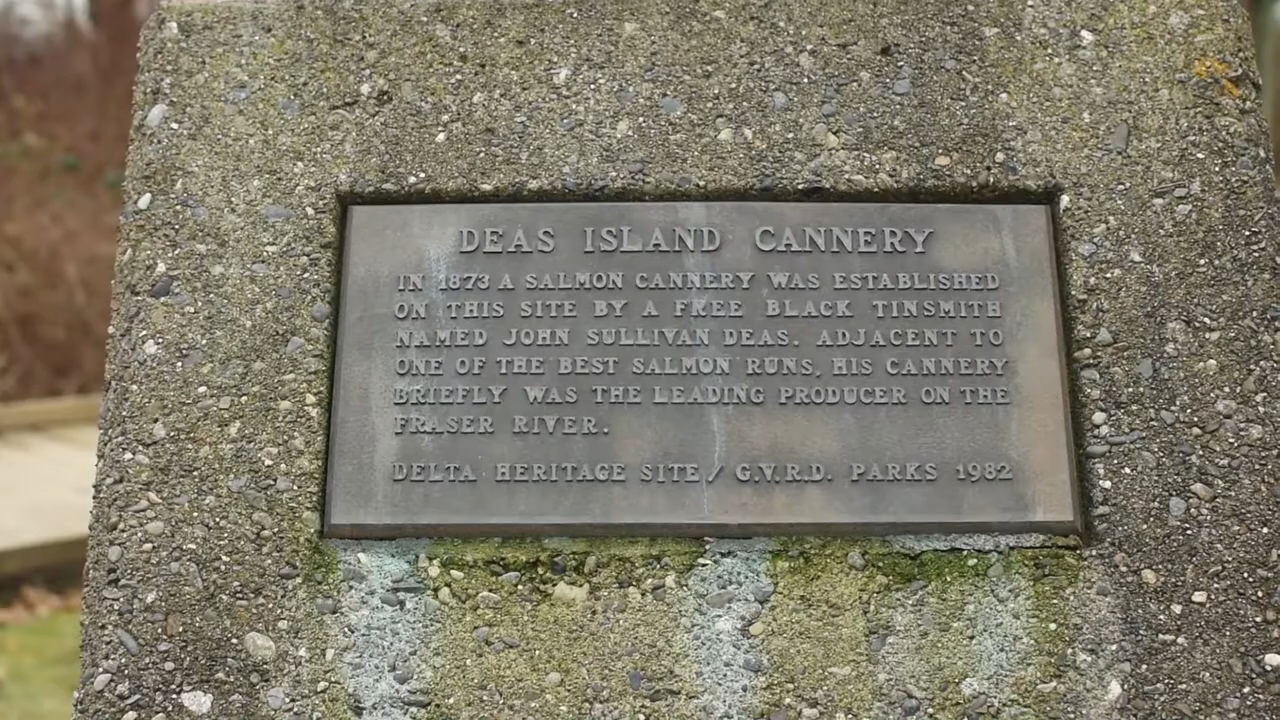 DEAS ISLAND CANNERY
IN 1873 A SALMON CANNERY WAS ESTABLISHED
ON THIS SITE BY A FREE BLACK TINSMITH
NAMED JOHN SULLIVAN DEAS. ADJACENT TO
ONE OF THE BEST SALMON RUNS, HIS CANNERY
BRIEFLY WAS THE LEADING PRODUCER ON THE
FRASER RIVER.
DELTA HERITAGE SITE / G.V.R.D. PARKS 1982